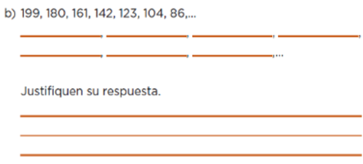 b) 199, 180, 161, 142, 123, 104, 86,...
, , , ,
, , ,...
Justifiquen su respuesta.